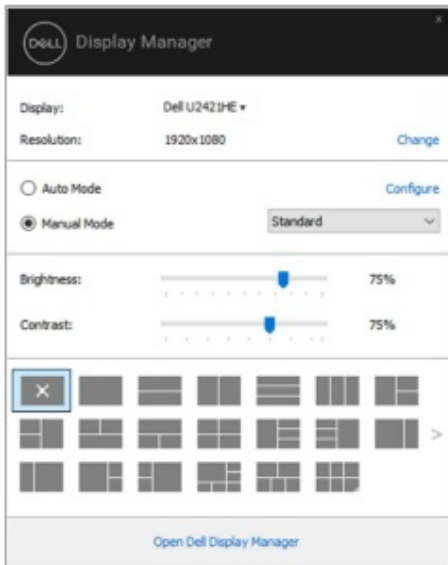 DELL Display Manager
Display: Dell U2421HE
Resolution: 1920x1080 Change
Auto Mode Configure
Manual Mode Standard
Brightness: 75%
Contrast: 75%
Open Dell Display Manager